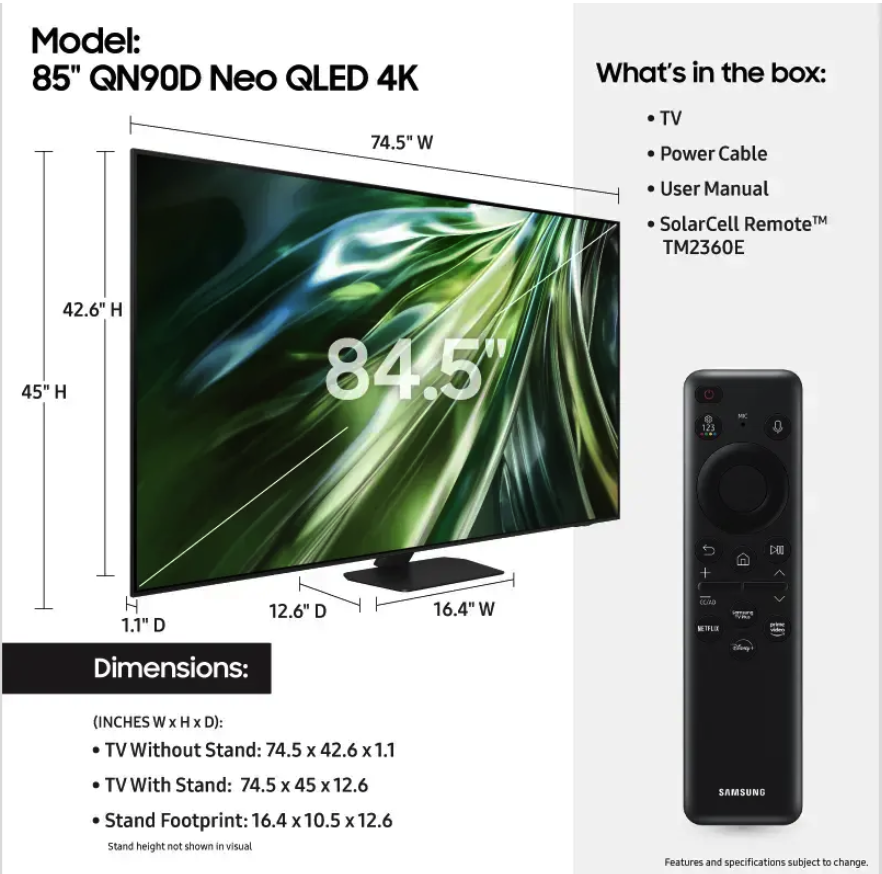 Model:
85" QN90D Neo QLED 4K
74.5" W
42.6" H
45" H
84.5"
1.1" D
12.6" D
16.4" W
Dimensions:
(INCHES W x H x D):
• TV Without Stand: 74.5 x 42.6 x 1.1
• TV With Stand: 74.5 x 45 x 12.6
• Stand Footprint: 16.4 x 10.5 x 12.6
Stand height not shown in visual
What's in the box:
• TV
• Power Cable
• User Manual
• SolarCell Remote™
TM2360E
MIC
123
CC/AD
SAMSUNG
TV Plus
NETFLIX
prime
video
Disney+
SAMSUNG
Features and specifications subject to change.